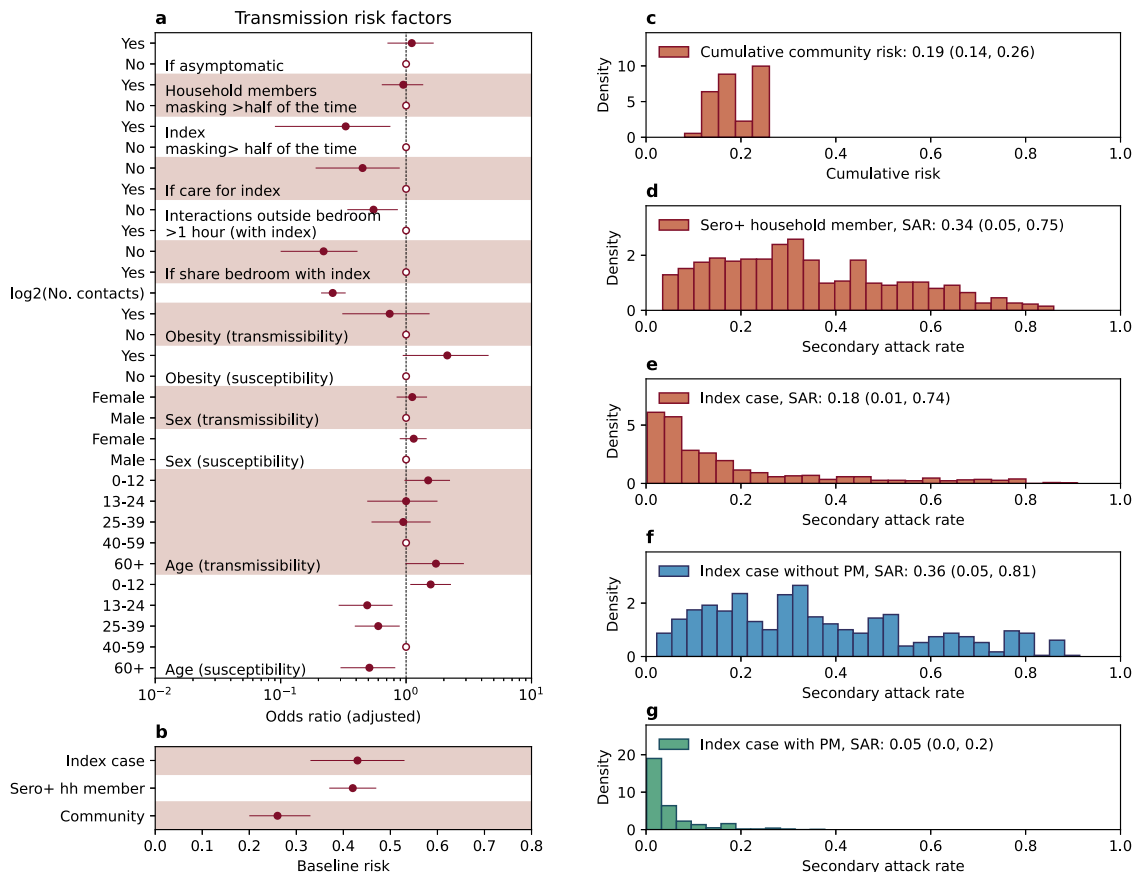 a
Transmission risk factors
Yes
No
If asymptomatic
Yes
Household members
No
masking >half of the time
Yes
Index
No
masking> half of the time
No
Yes
If care for index
No
Interactions outside bedroom
Yes
>1 hour (with index)
No
Yes
If share bedroom with index
log2(No. contacts)
Yes
No
Obesity (transmissibility)
Yes
No
Obesity (susceptibility)
Female
Male
Sex (transmissibility)
Female
Male
Sex (susceptibility)
0-12
13-24
25-39
40-59
60+
Age (transmissibility)
0-12
13-24
25-39
40-59
60+
Age (susceptibility)
10⁻² 10⁻¹ 10⁰ 10¹
Odds ratio (adjusted)
b
Index case
Sero+ hh member
Community
0.0 0.1 0.2 0.3 0.4 0.5 0.6 0.7 0.8
Baseline risk
c
Cumulative community risk: 0.19 (0.14, 0.26)
Density
10
5
0
0.0 0.2 0.4 0.6 0.8 1.0
Cumulative risk
d
Sero+ household member, SAR: 0.34 (0.05, 0.75)
Density
2
0
0.0 0.2 0.4 0.6 0.8 1.0
Secondary attack rate
e
Index case, SAR: 0.18 (0.01, 0.74)
Density
5
0
0.0 0.2 0.4 0.6 0.8 1.0
Secondary attack rate
f
Index case without PM, SAR: 0.36 (0.05, 0.81)
Density
2
0
0.0 0.2 0.4 0.6 0.8 1.0
Secondary attack rate
g
Index case with PM, SAR: 0.05 (0.0, 0.2)
Density
20
10
0
0.0 0.2 0.4 0.6 0.8 1.0
Secondary attack rate